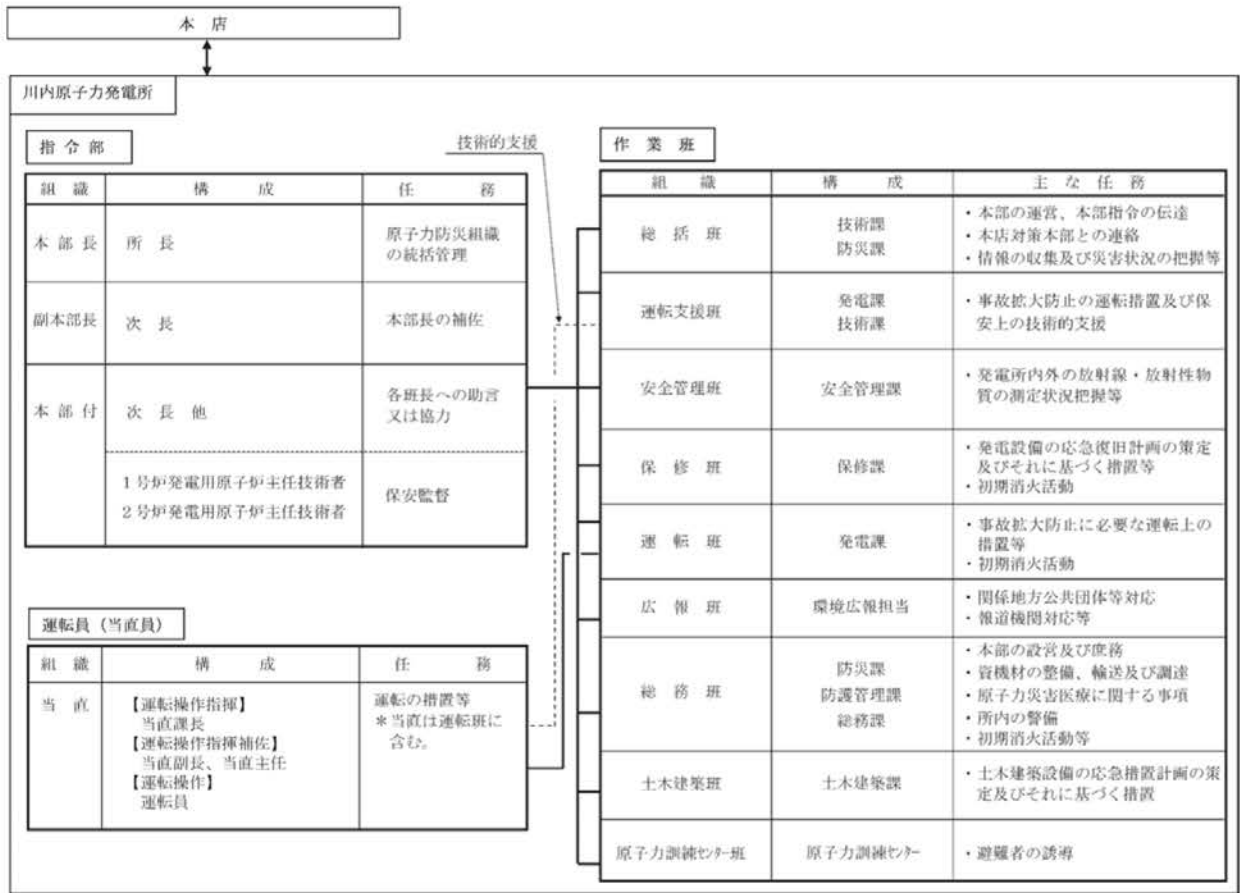 本 店
川内原子力発電所
指 令 部
技術的支援
組 織 構 成 任 務
本 部 長 所 長 原子力防災組織
の統括管理
副本部長 次 長 本部長の補佐
本 部 付 次 長 他 各班長への助言
又は協力
1号炉発電用原子炉主任技術者
2号炉発電用原子炉主任技術者
保安監督
運転員(当直員)
組 織 構 成 任 務
当 直
【運転操作指揮】
当直課長
【運転操作指揮補佐】
当直副長、当直主任
【運転操作】
運転員
運転の措置等
*当直は運転班に
含む。
作 業 班
組 織 構 成 主 な 任 務
総 括 班
技術課
防災課
・本部の運営、本部指令の伝達
・本店対策本部との連絡
・情報の収集及び災害状況の把握等
運転支援班
発電課
技術課
・事故拡大防止の運転措置及び保
安上の技術的支援
安全管理班
安全管理課
・発電所内外の放射線・放射性物
質の測定状況把握等
保 修 班
保修課
・発電設備の応急復旧計画の策定
及びそれに基づく措置等
・初期消火活動
運 転 班
発電課
・事故拡大防止に必要な運転上の
措置等
・初期消火活動
広 報 班
環境広報担当
・関係地方公共団体等対応
・報道機関対応等
総 務 班
防災課
防護管理課
総務課
・本部の設営及び庶務
・資機材の整備、輸送及び調達
・原子力災害医療に関する事項
・所内の警備
・初期消火活動等
土木建築班
土木建築課
・土木建築設備の応急措置計画の策
定及びそれに基づく措置
原子力訓練センター班
原子力訓練センター
・避難者の誘導